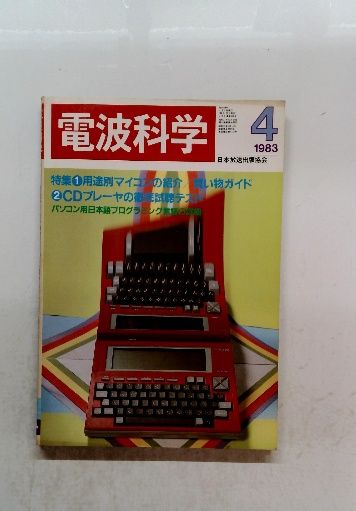 電波科学
4
1983
日本放送出版協会
特集①用途別マイコンの紹介/買い物ガイド
②CDプレーヤの徹底試聴テスト
パソコン用日本語プログラミング言語